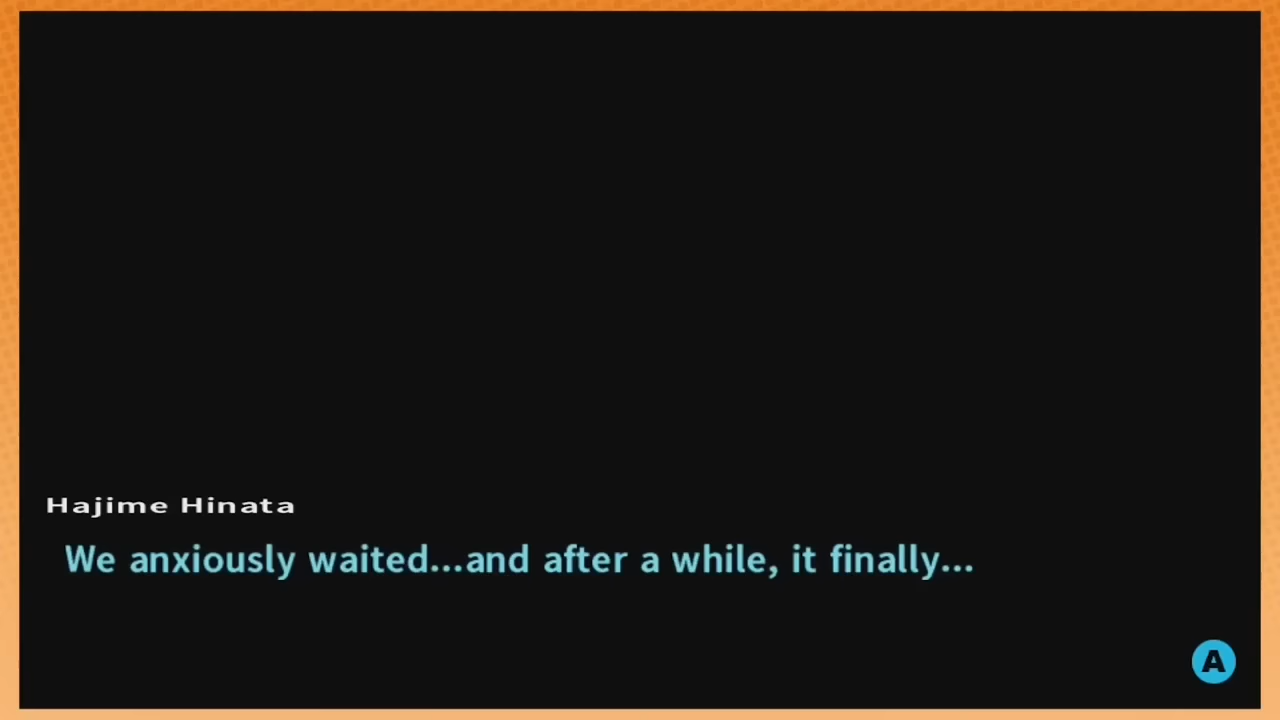 Hajime Hinata
We anxiously waited...and after a while, it finally...
A